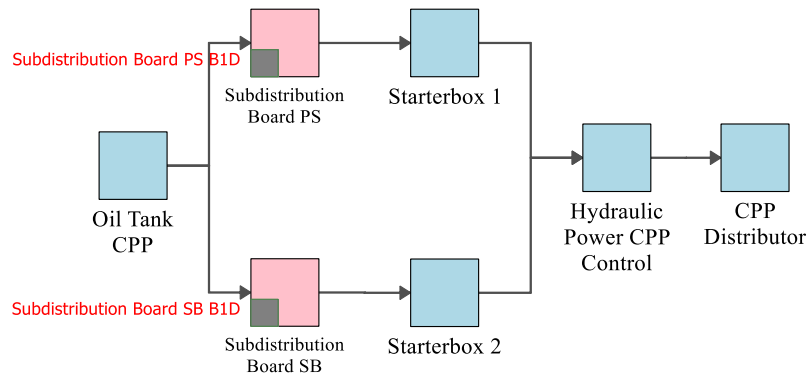 Subdistribution Board PS B1D
Subdistribution
Board PS
Starterbox 1
Oil Tank
CPP
Hydraulic
Power CPP
Control
CPP
Distributor
Subdistribution Board SB B1D
Subdistribution
Board SB
Starterbox 2